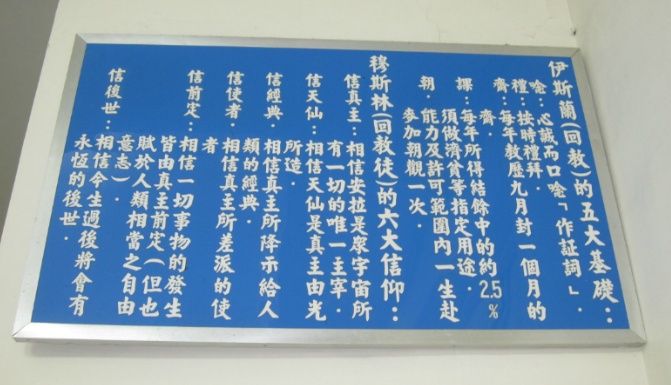 伊斯蘭(回教)的五大基礎：
唸：心誠而口唸「作証詞」．
禮：按時禮拜．
齋：每年教歷九月封一個月的
齋．
課：每年所得結餘中的約2.5%
須做濟貧等指定用途．
朝．能力及許可範圍內一生赴
參加朝覲一次．
穆斯林(回教徒)的六大信仰：
信真主：相信安拉是眾宇宙所
有一切的唯一主宰．
信天仙：相信天仙是真主由光
所造．
信經典．相信真主所降示給人
類的經典．
信使者．相信真主所差派的使
者
信前定：相信一切事物的發生
皆由真主前定(但也
賦於人類相當之自由
意志)．
信後世：相信今生過後將會有
永恆的後世．